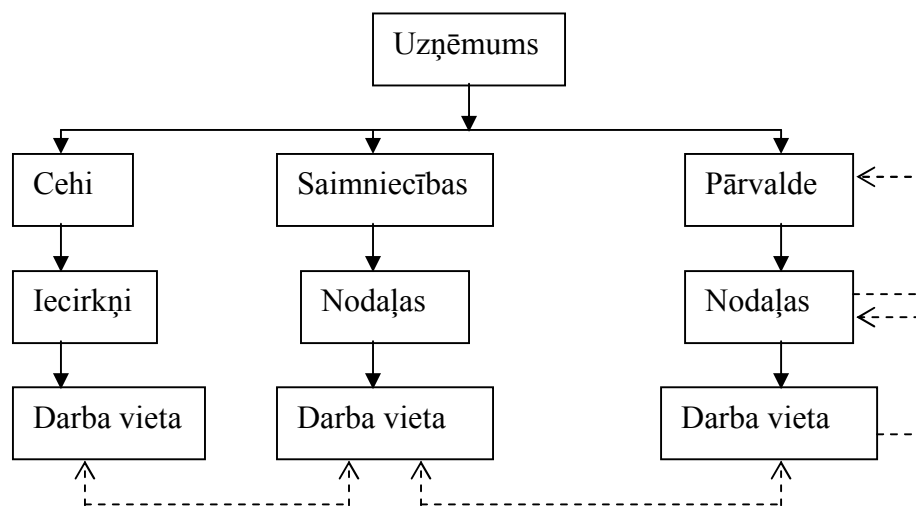 Uzņēmums
Cehi
Saimniecības
Pārvalde
Iecirkņi
Nodaļas
Nodaļas
Darba vieta
Darba vieta
Darba vieta